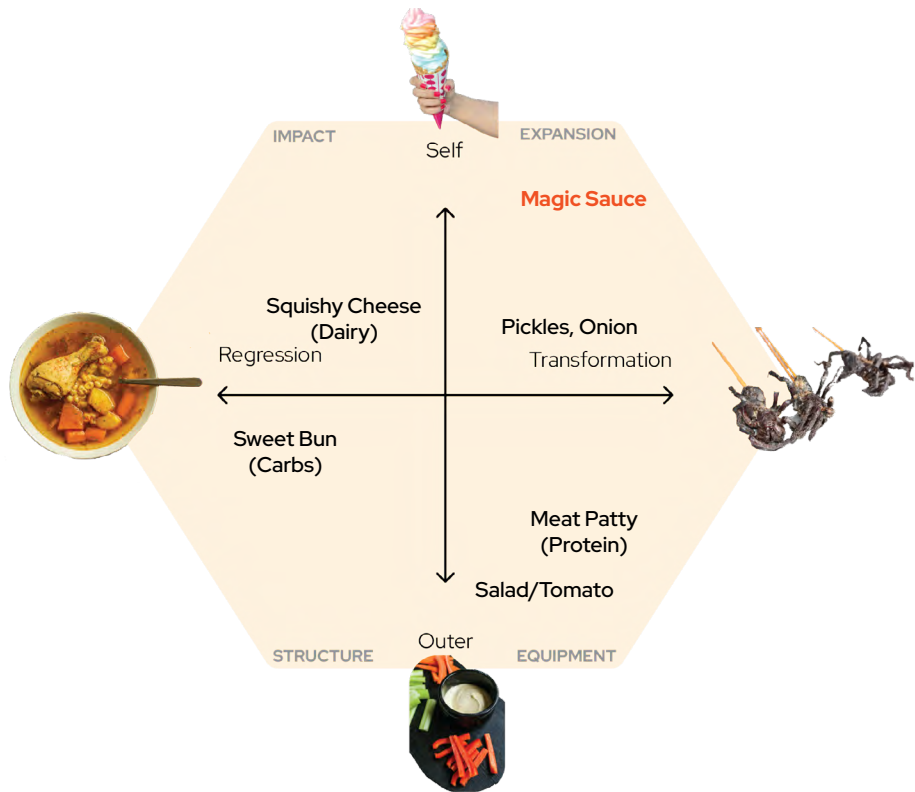 IMPACT
EXPANSION
Self
Magic Sauce
Squishy Cheese
(Dairy)
Pickles, Onion
Regression
Transformation
Sweet Bun
(Carbs)
Meat Patty
(Protein)
Salad/Tomato
Outer
STRUCTURE
EQUIPMENT